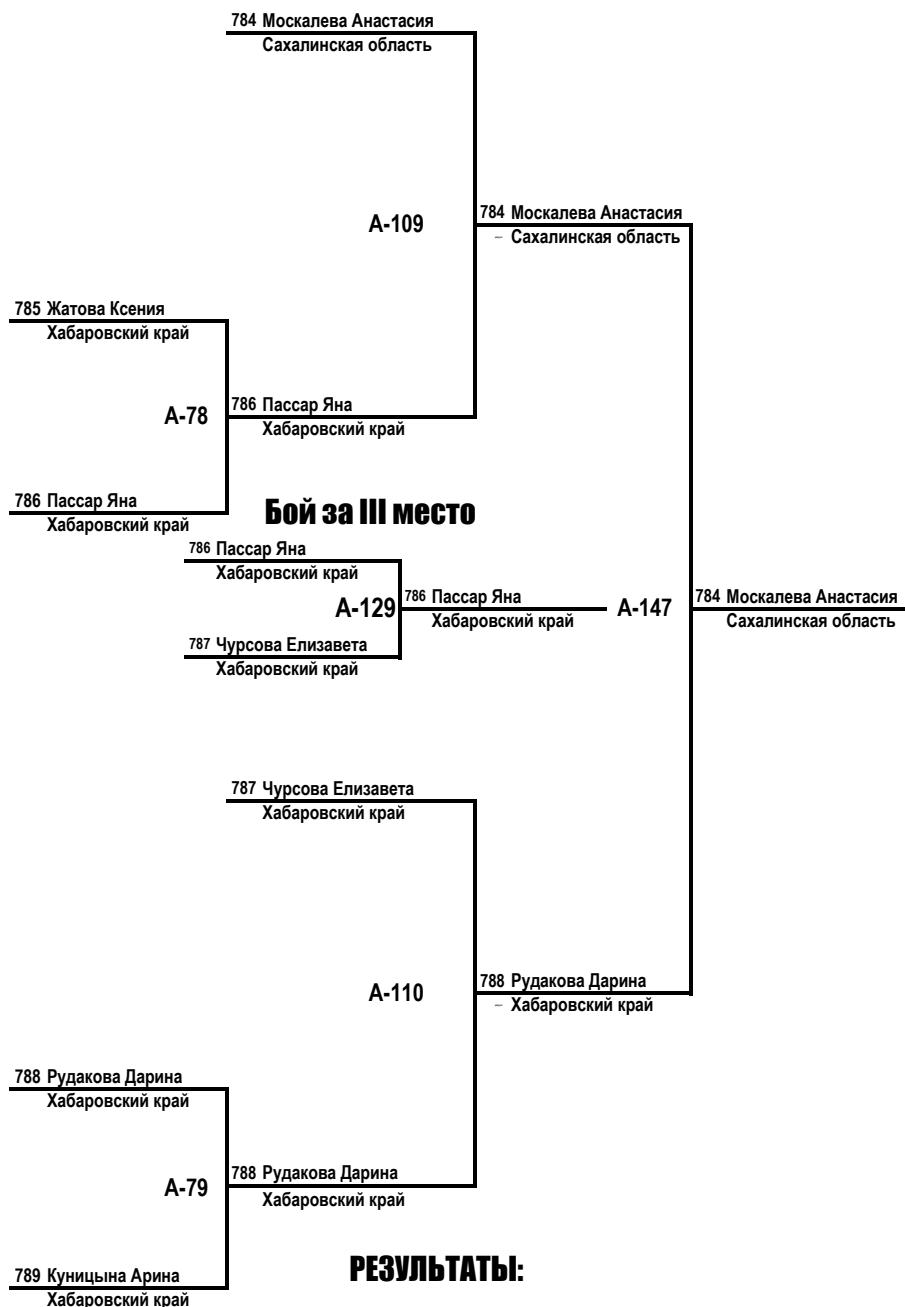 784 Москалева Анастасия
Сахалинская область
А-109
784 Москалева Анастасия
– Сахалинская область
785 Жатова Ксения
Хабаровский край
А-78
786 Пассар Яна
Хабаровский край
786 Пассар Яна
Хабаровский край
Бой за III место
786 Пассар Яна
Хабаровский край
А-129
786 Пассар Яна
Хабаровский край
А-147
784 Москалева Анастасия
Сахалинская область
787 Чурсова Елизавета
Хабаровский край
787 Чурсова Елизавета
Хабаровский край
А-110
788 Рудакова Дарина
– Хабаровский край
788 Рудакова Дарина
Хабаровский край
А-79
788 Рудакова Дарина
Хабаровский край
789 Куницына Арина
Хабаровский край
РЕЗУЛЬТАТЫ: